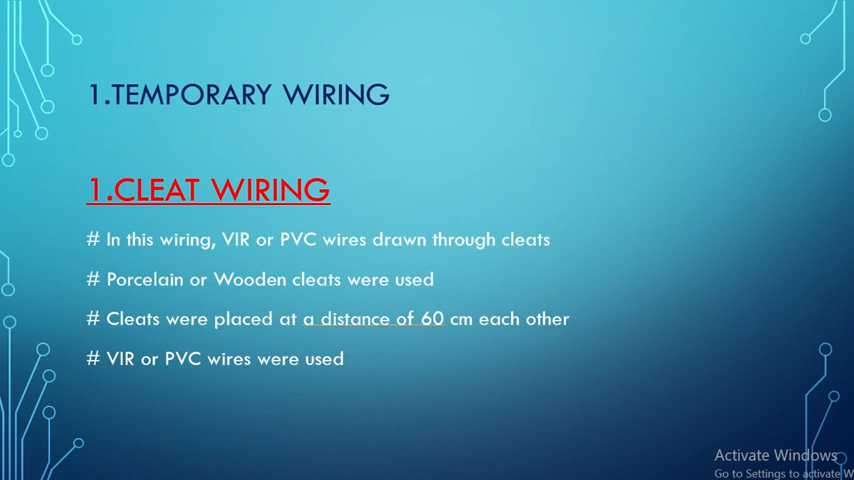 1.TEMPORARY WIRING
1.CLEAT WIRING
# In this wiring, VIR or PVC wires drawn through cleats
# Porcelain or Wooden cleats were used
# Cleats were placed at a distance of 60 cm each other
# VIR or PVC wires were used
Activate Windows
Go to Settings to activate W